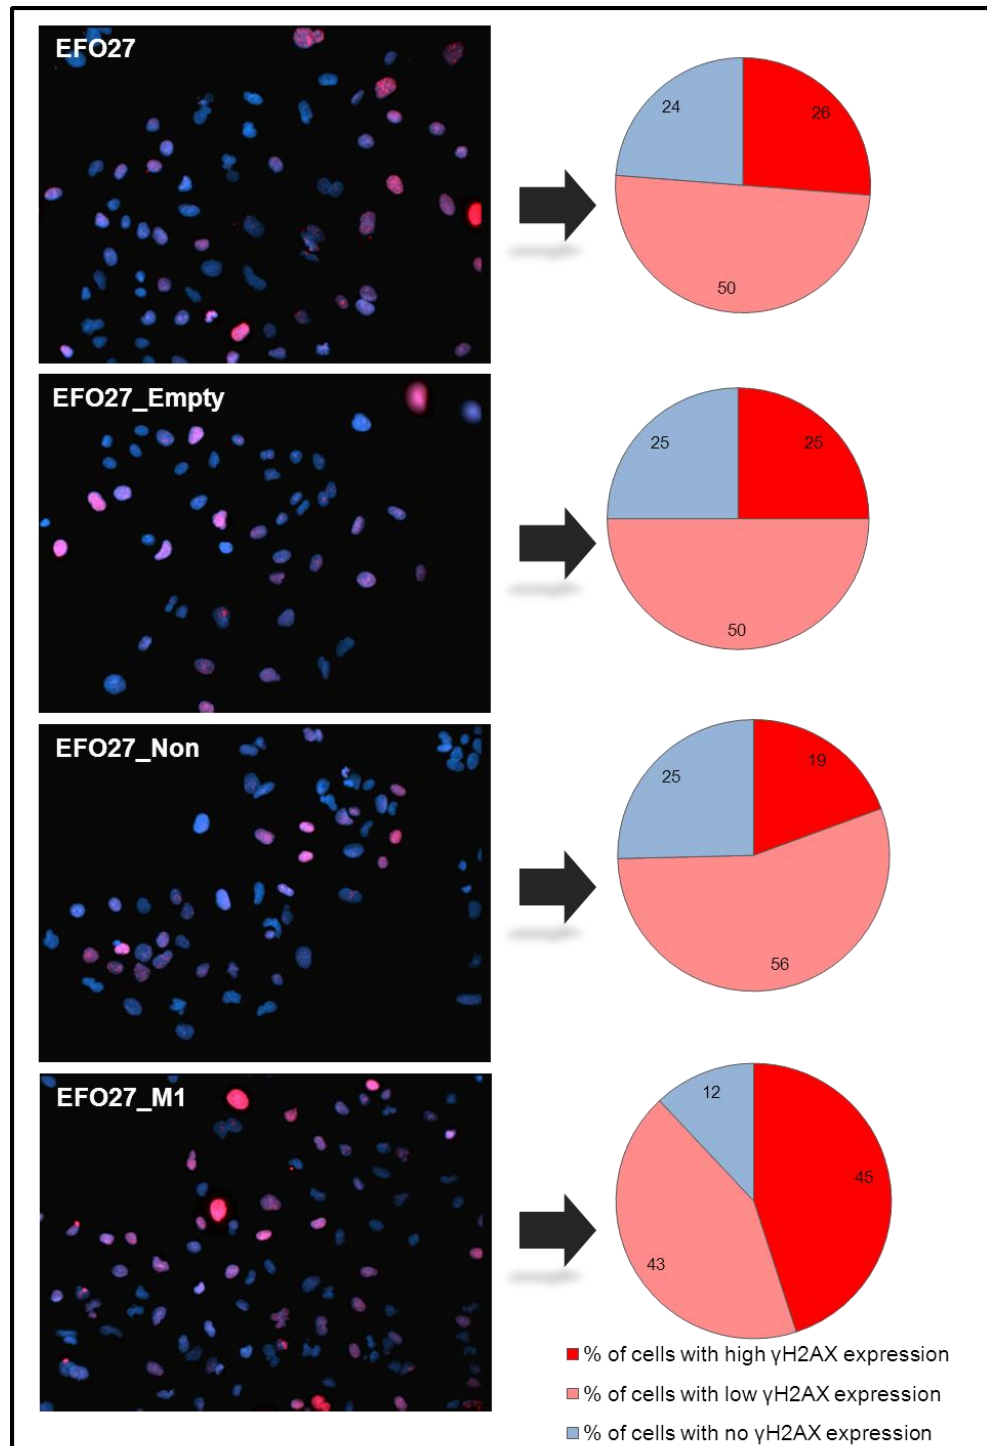 EFO27
24
26
50
EFO27_Empty
25
25
50
EFO27_Non
25
19
56
EFO27_M1
12
45
43
% of cells with high γH2AX expression
% of cells with low γH2AX expression
% of cells with no γH2AX expression